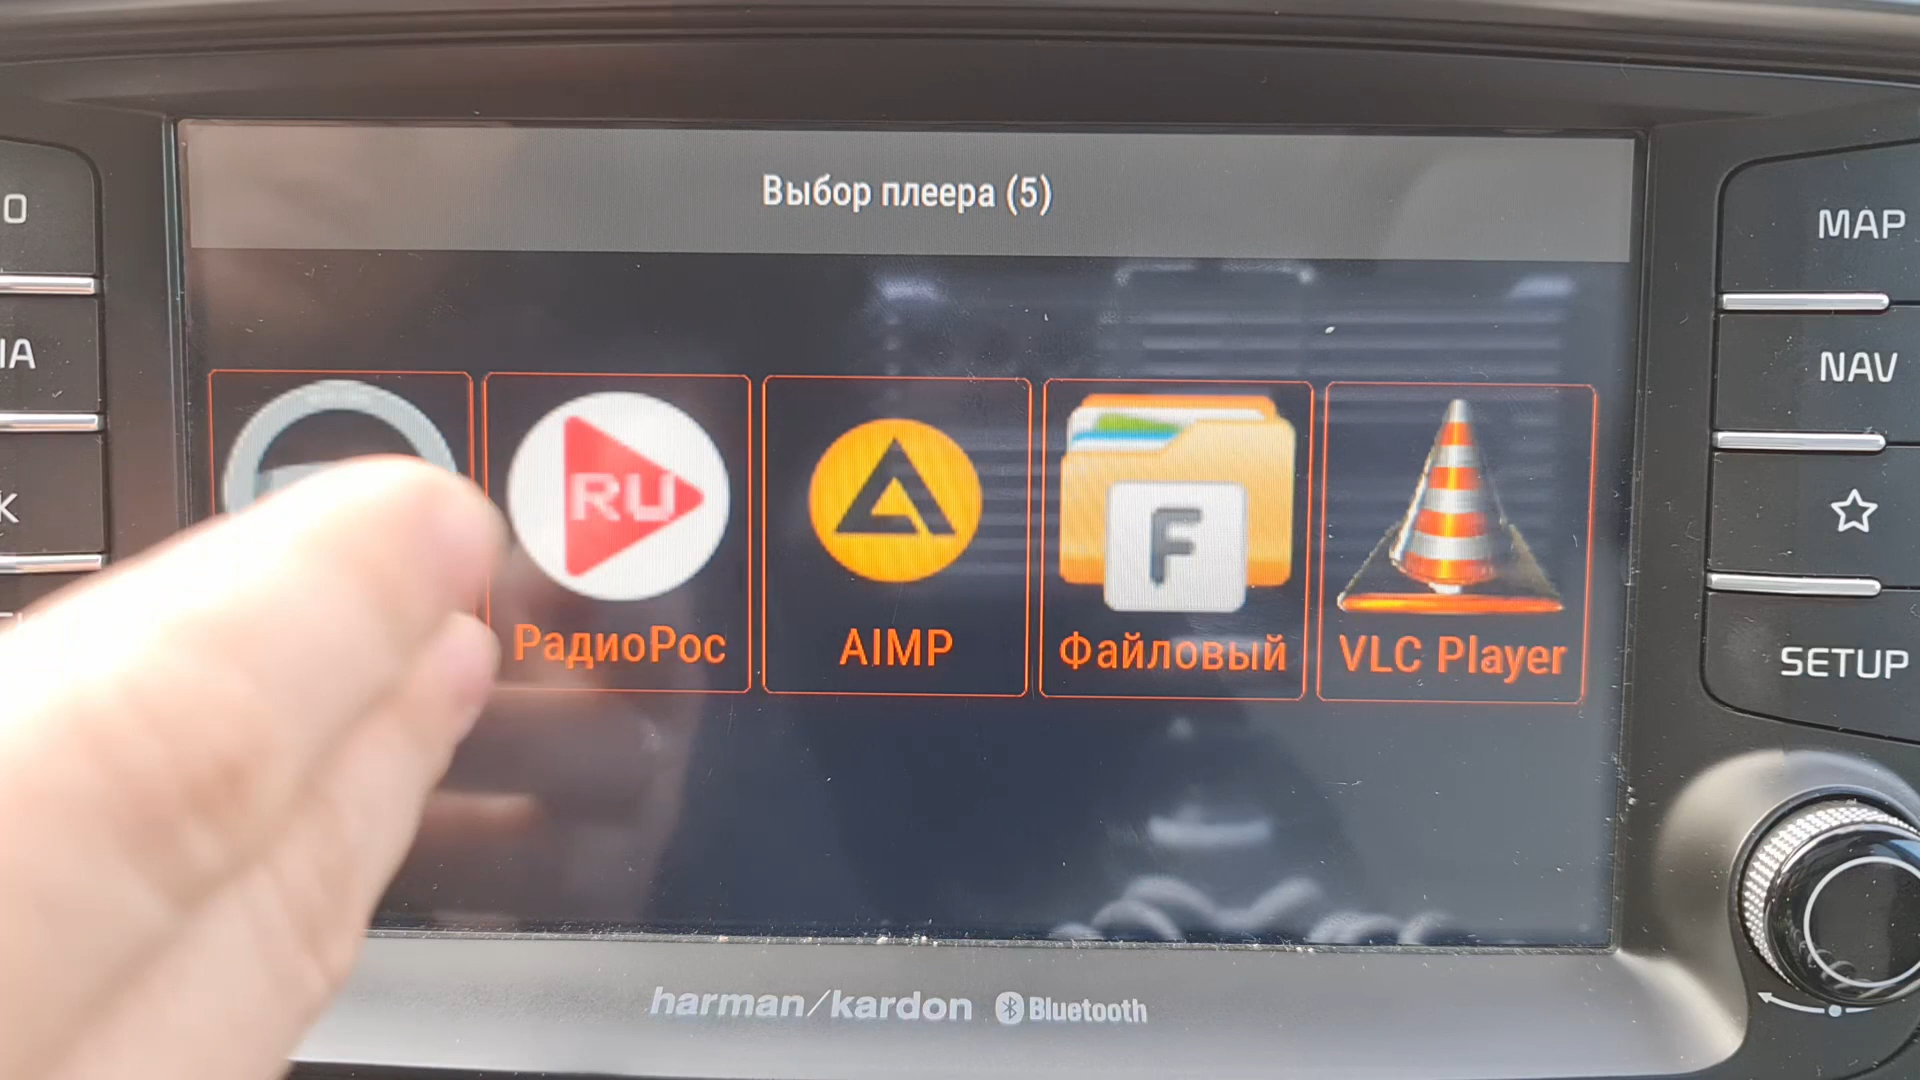 Выбор плеера (5)
RU
F
РадиоРос
AIMP
Файловый
VLC Player
MAP
NAV
SETUP
harman/kardon Bluetooth